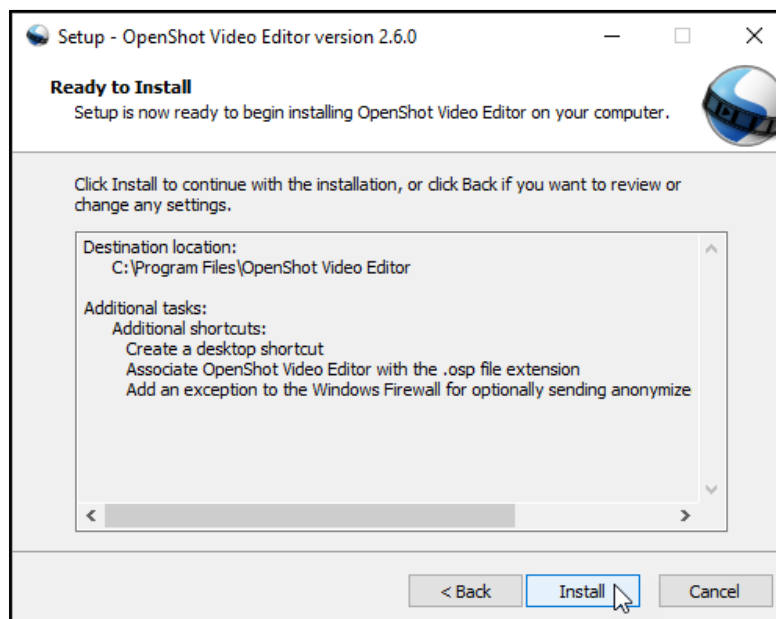 Setup - OpenShot Video Editor version 2.6.0
Ready to Install
Setup is now ready to begin installing OpenShot Video Editor on your computer.
Click Install to continue with the installation, or click Back if you want to review or
change any settings.
Destination location:
C:\Program Files\OpenShot Video Editor
Additional tasks:
Additional shortcuts:
Create a desktop shortcut
Associate OpenShot Video Editor with the .osp file extension
Add an exception to the Windows Firewall for optionally sending anonymize
< Back
Install
Cancel